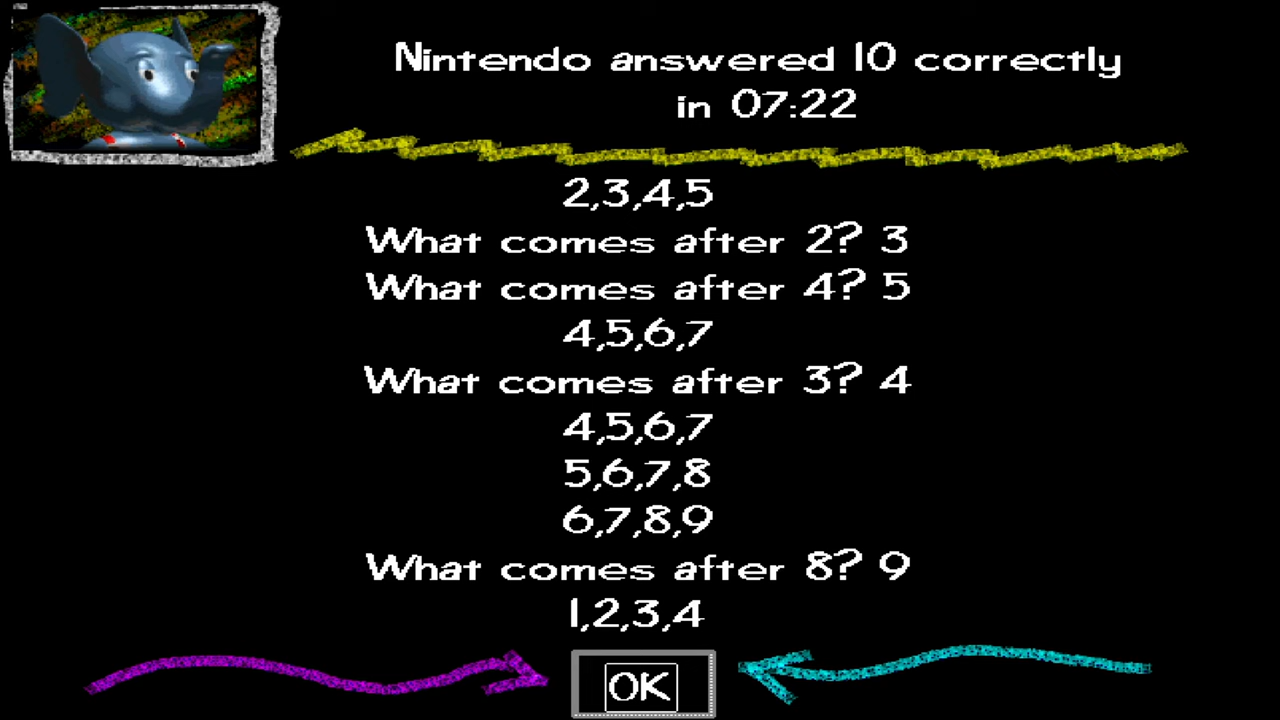 Nintendo answered 10 correctly
in 07:22
2,3,4,5
What comes after 2? 3
What comes after 4? 5
4,5,6,7
What comes after 3? 4
4,5,6,7
5,6,7,8
6,7,8,9
What comes after 8? 9
1,2,3,4
OK